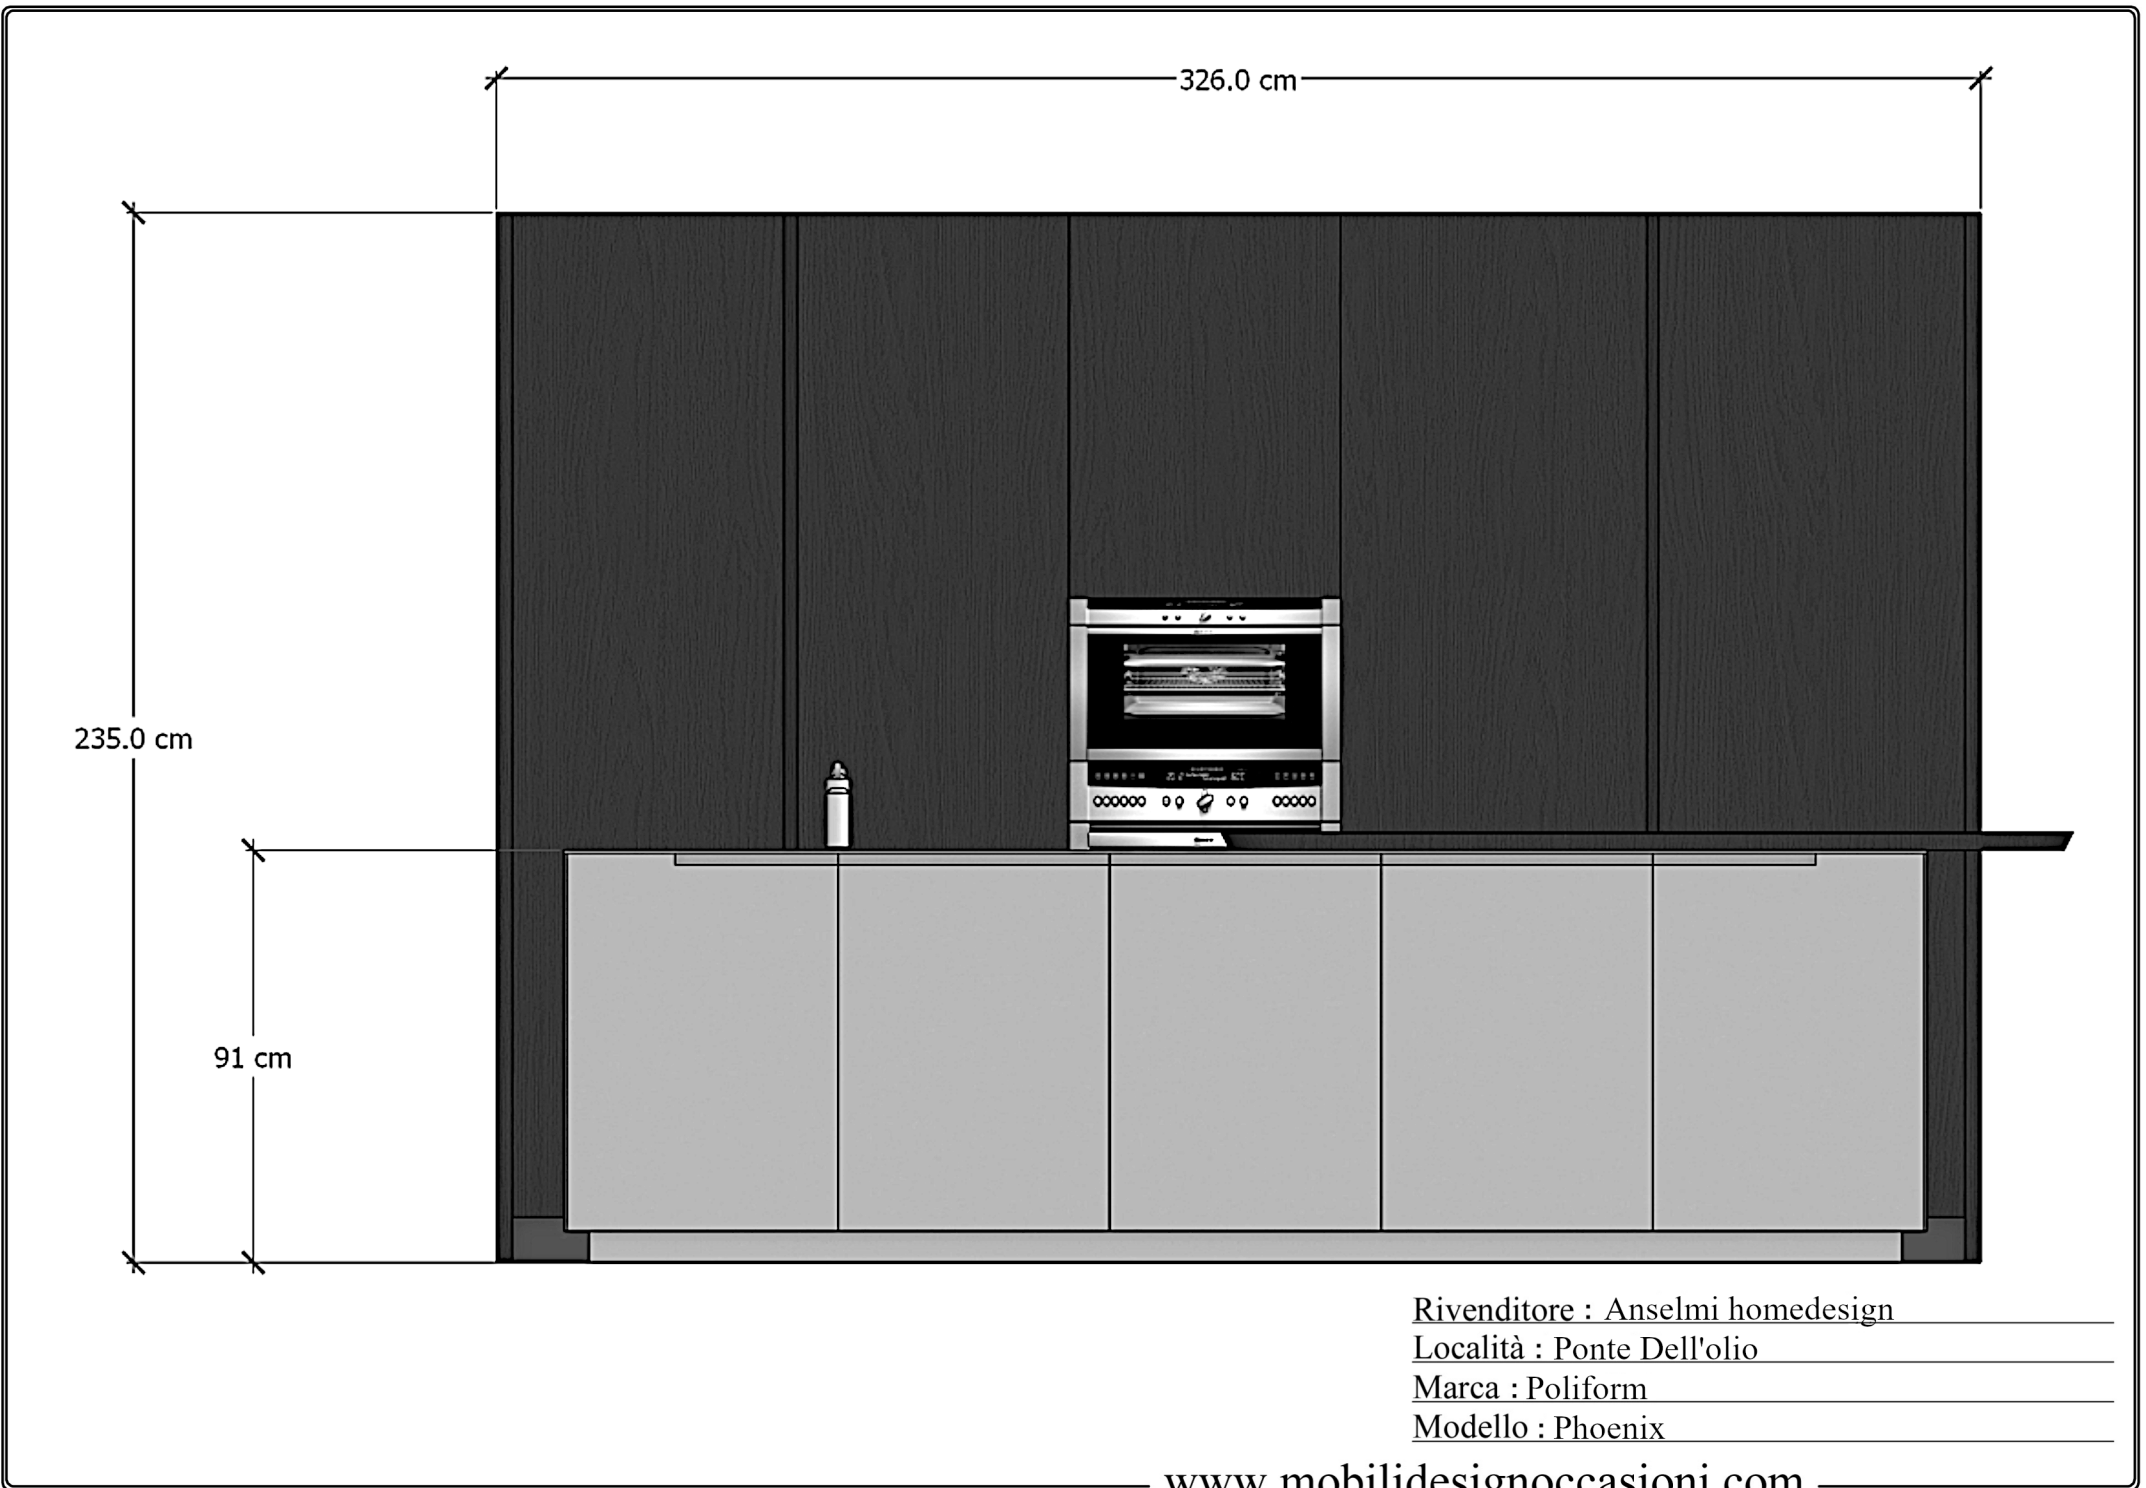 326.0 cm
235.0 cm
91 cm
Rivenditore : Anselmi homedesign
Località : Ponte Dell'olio
Marca : Poliform
Modello : Phoenix
www.mobilidesignoccasioni.com